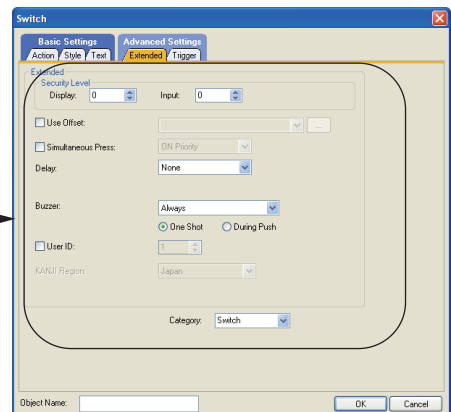 Switch
Basic Settings Advanced Settings
Action Style Text Extended Trigger
Extended
Security Level
Display: 0 Input: 0
Use Offset: ...
Simultaneous Press: ON Priority
Delay: None
Buzzer: Always
One Shot During Push
User ID: 1
KANJI Region: Japan
Category: Switch
Object Name: OK Cancel